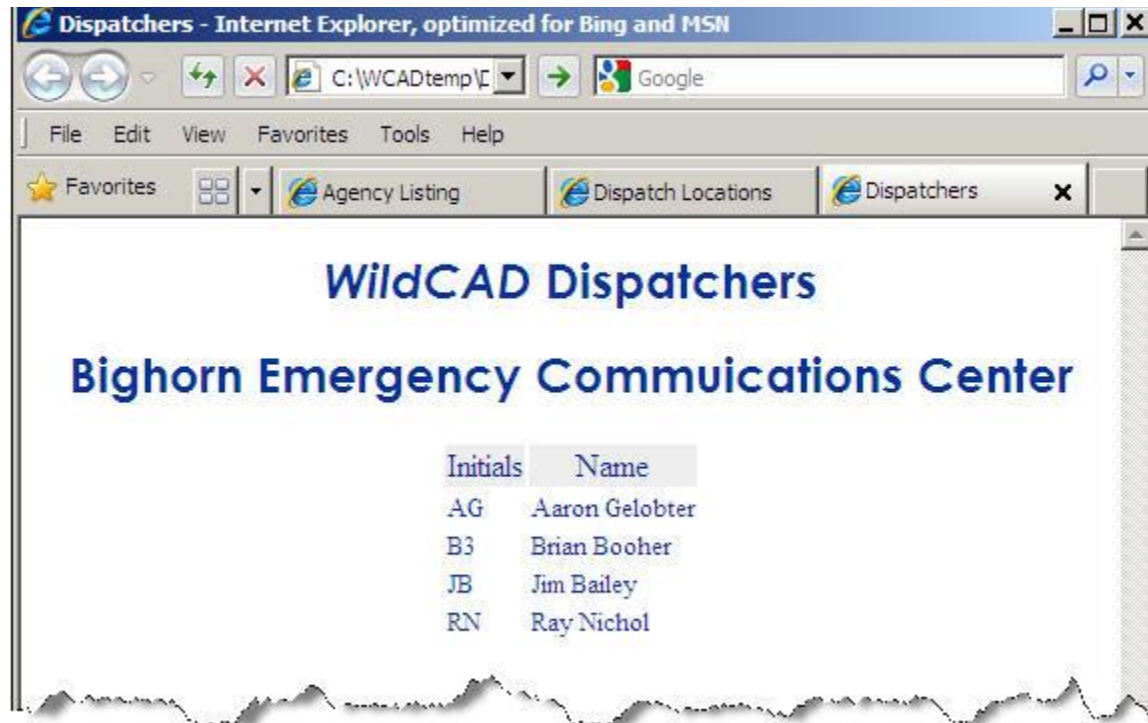 Dispatchers - Internet Explorer, optimized for Bing and MSN
C:\WCADtemp\D
Google
File Edit View Favorites Tools Help
Favorites Agency Listing Dispatch Locations Dispatchers
WildCAD Dispatchers
Bighorn Emergency Commuications Center
Initials Name
AG Aaron Gelobter
B3 Brian Booher
JB Jim Bailey
RN Ray Nichol